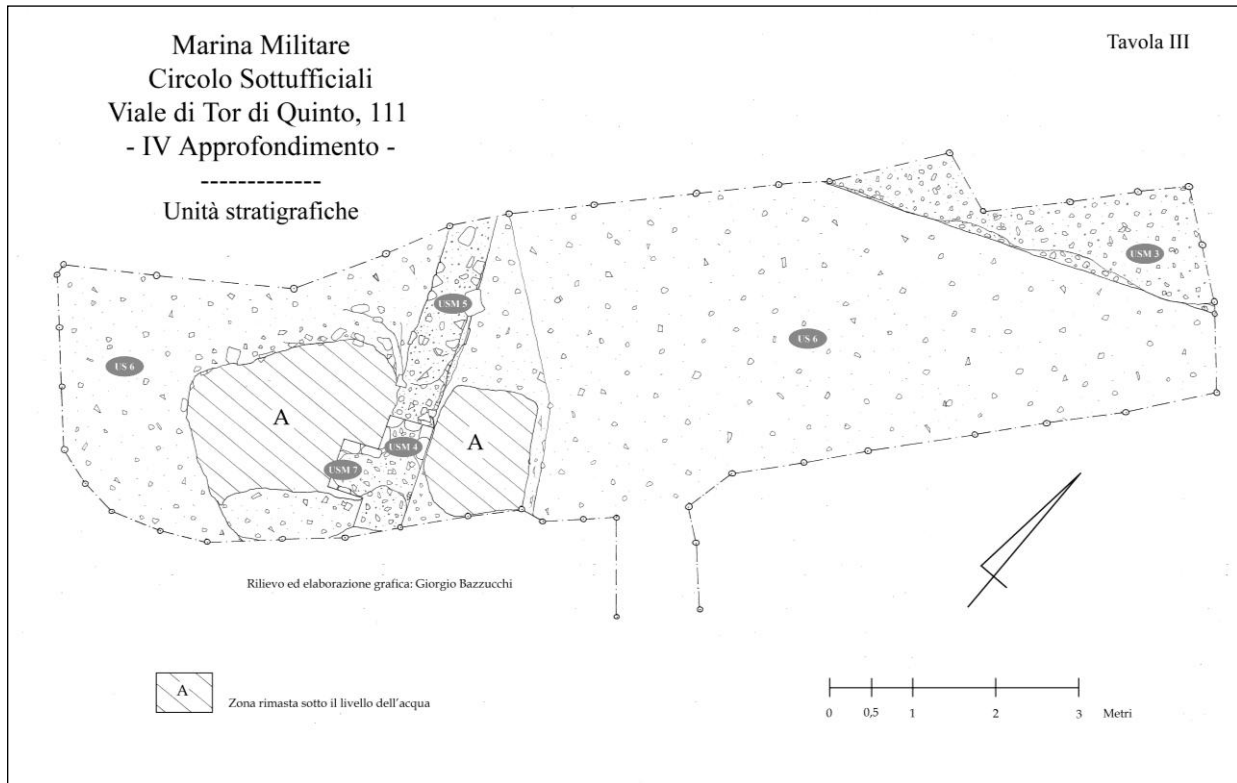 Marina Militare
Circolo Sottufficiali
Viale di Tor di Quinto, 111
- IV Approfondimento -
-------------
Unità stratigrafiche
Tavola III
USM 3
USM 5
US 6
US 6
A
A
USM 4
USM 7
Rilievo ed elaborazione grafica: Giorgio Bazzucchi
A
Zona rimasta sotto il livello dell'acqua
0 0,5 1 2 3 Metri